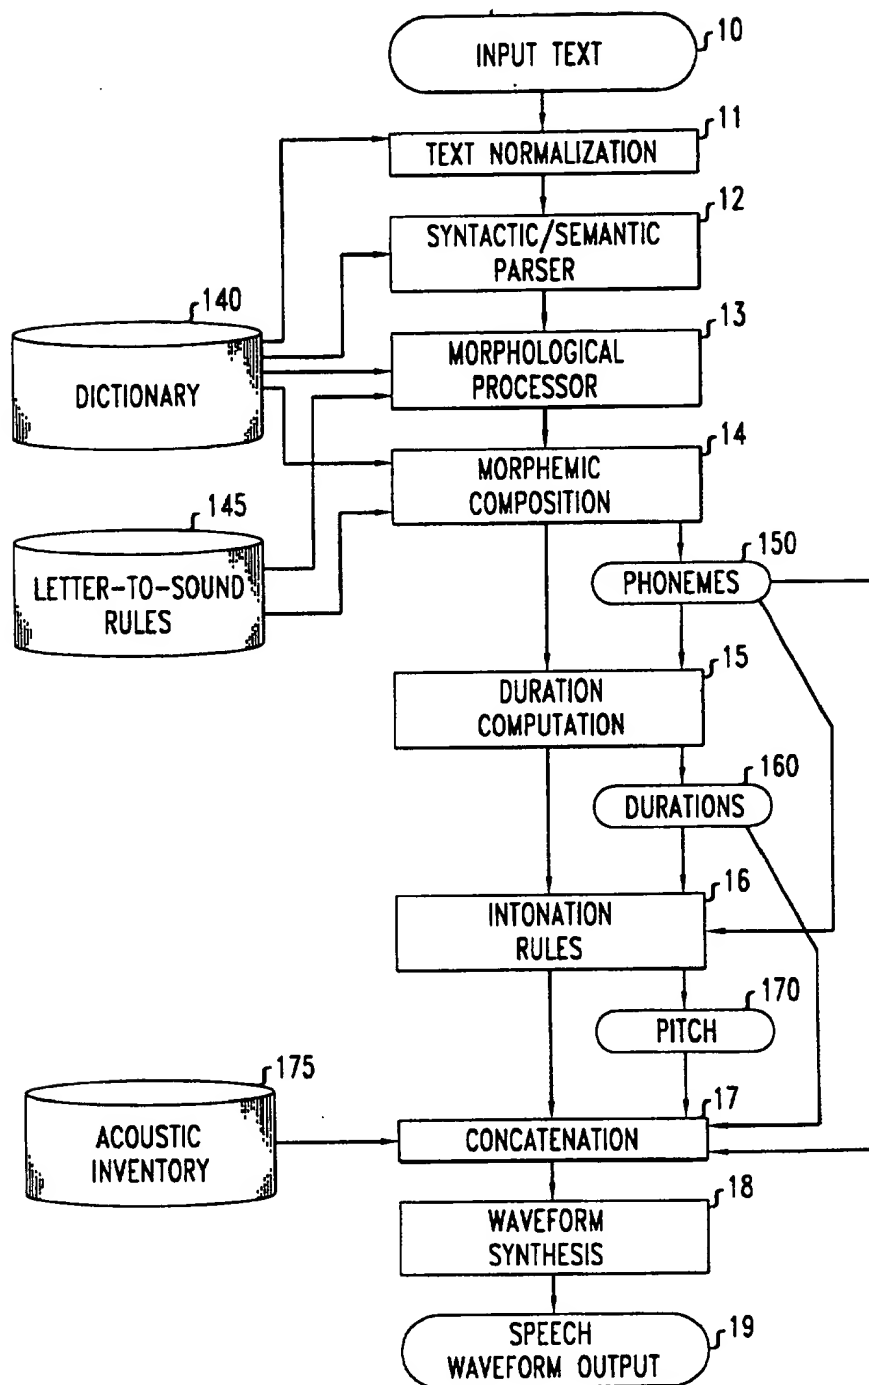 10
INPUT TEXT
11
TEXT NORMALIZATION
12
SYNTACTIC/SEMANTIC
PARSER
140
DICTIONARY
13
MORPHOLOGICAL
PROCESSOR
14
MORPHEMIC
COMPOSITION
145
LETTER-TO-SOUND
RULES
150
PHONEMES
15
DURATION
COMPUTATION
160
DURATIONS
16
INTONATION
RULES
170
PITCH
175
ACOUSTIC
INVENTORY
17
CONCATENATION
18
WAVEFORM
SYNTHESIS
19
SPEECH
WAVEFORM OUTPUT